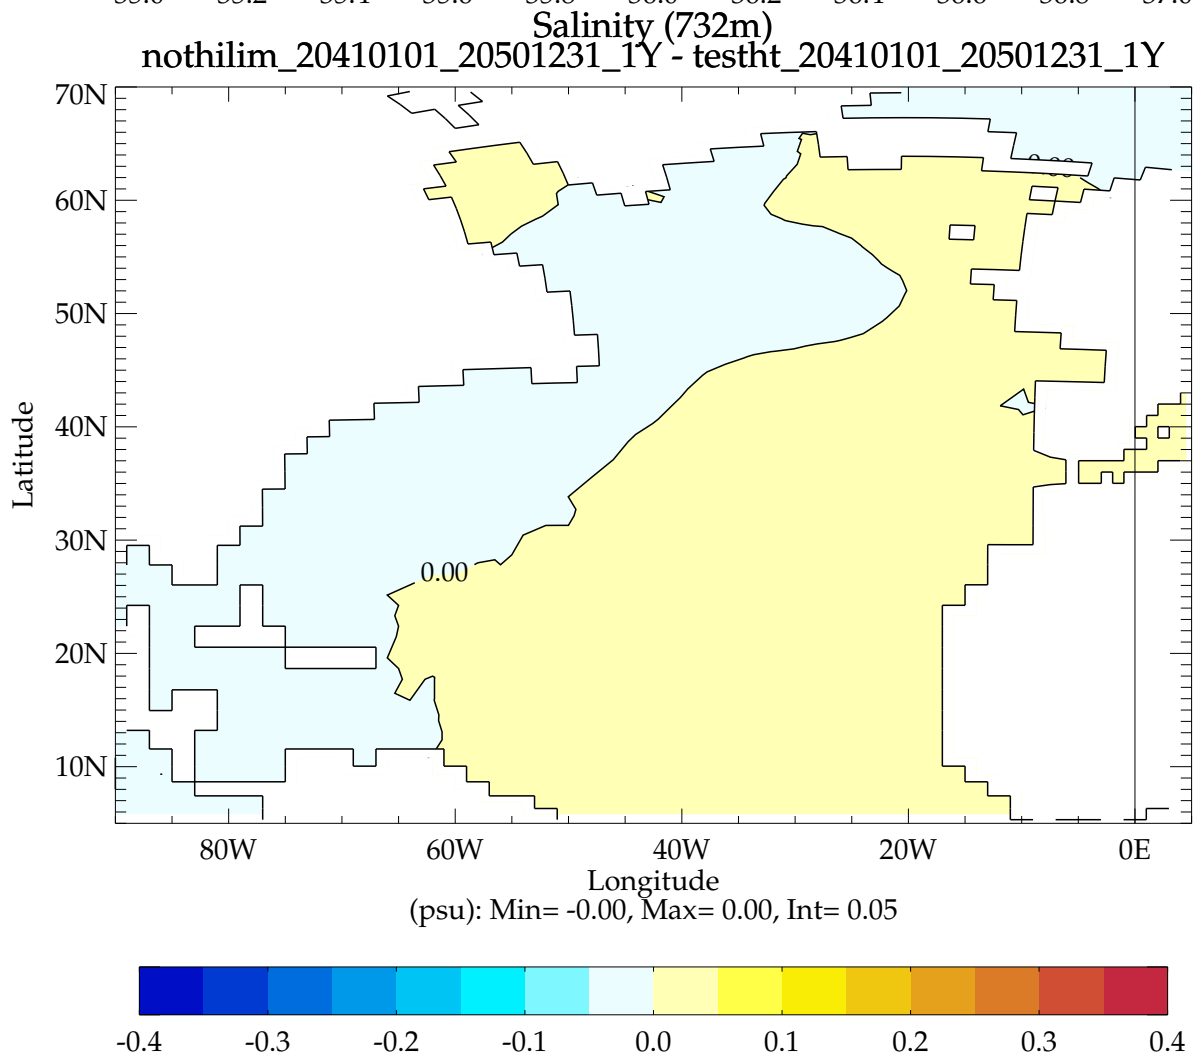 Salinity (732m)
nothilim_20410101_20501231_1Y - testht_20410101_20501231_1Y
70N
60N
50N
40N
30N
20N
10N
Latitude
0.00
0.00
80W 60W 40W 20W 0E
Longitude
(psu): Min= -0.00, Max= 0.00, Int= 0.05
-0.4 -0.3 -0.2 -0.1 0.0 0.1 0.2 0.3 0.4